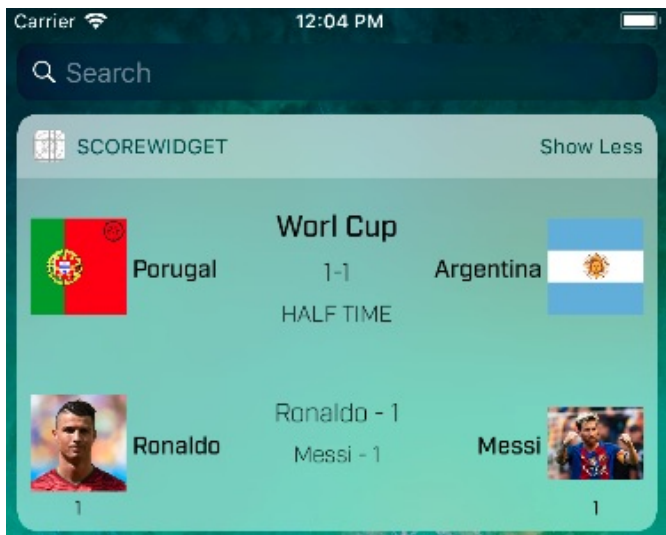 Carrier 12:04 PM
Search
SCOREWIDGET Show Less
Worl Cup
Porugal 1-1 Argentina
HALF TIME
Ronaldo - 1
Ronaldo Messi - 1 Messi
1 1